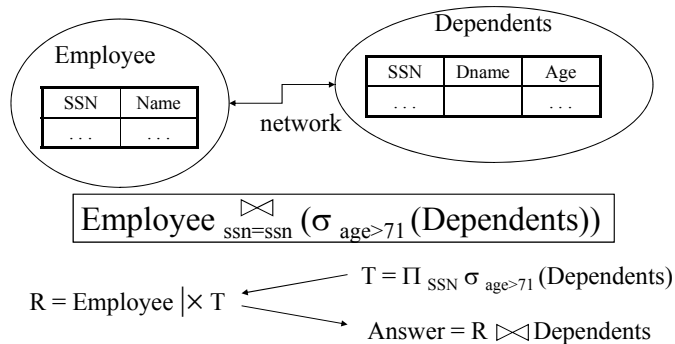 Employee
Dependents
SSN Name
. . . . . .
network
SSN Dname Age
. . . . . .
Employee ⋈ ssn=ssn (σ age>71 (Dependents))
T = Π SSN σ age>71 (Dependents)
R = Employee |× T
Answer = R ⋈ Dependents